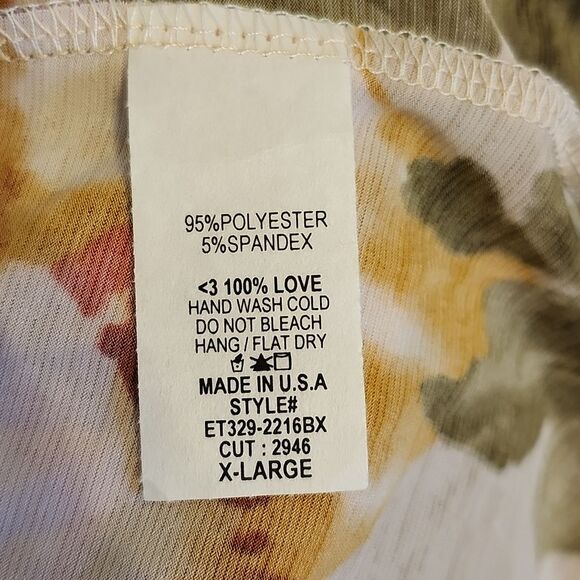 95%POLYESTER
5%SPANDEX
<3 100% LOVE
HAND WASH COLD
DO NOT BLEACH
HANG / FLAT DRY
MADE IN U.S.A
STYLE#
ET329-2216BX
CUT : 2946
X-LARGE